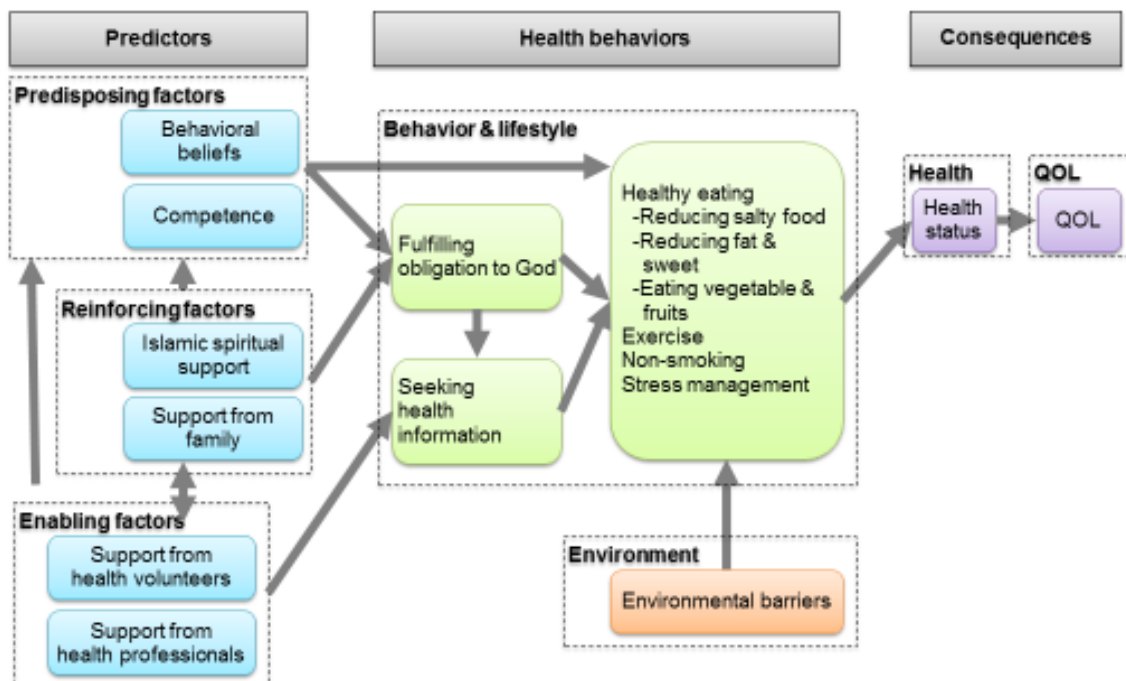 Predictors
Health behaviors
Consequences
Predisposing factors
Behavioral
beliefs
Competence
Reinforcing factors
Islamic spiritual
support
Support from
family
Enabling factors
Support from
health volunteers
Support from
health professionals
Behavior & lifestyle
Fulfilling
obligation to God
Seeking
health
information
Healthy eating
-Reducing salty food
-Reducing fat &
sweet
-Eating vegetable &
fruits
Exercise
Non-smoking
Stress management
Environment
Environmental barriers
Health
Health
status
QOL
QOL